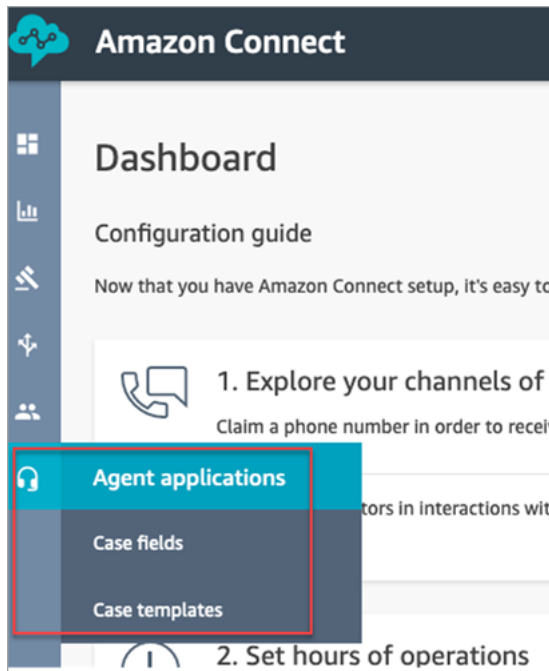 Amazon Connect
Dashboard
Configuration guide
Now that you have Amazon Connect setup, it's easy to
1. Explore your channels of
Claim a phone number in order to recei
Agent applications
tors in interactions wit
Case fields
Case templates
2. Set hours of operations